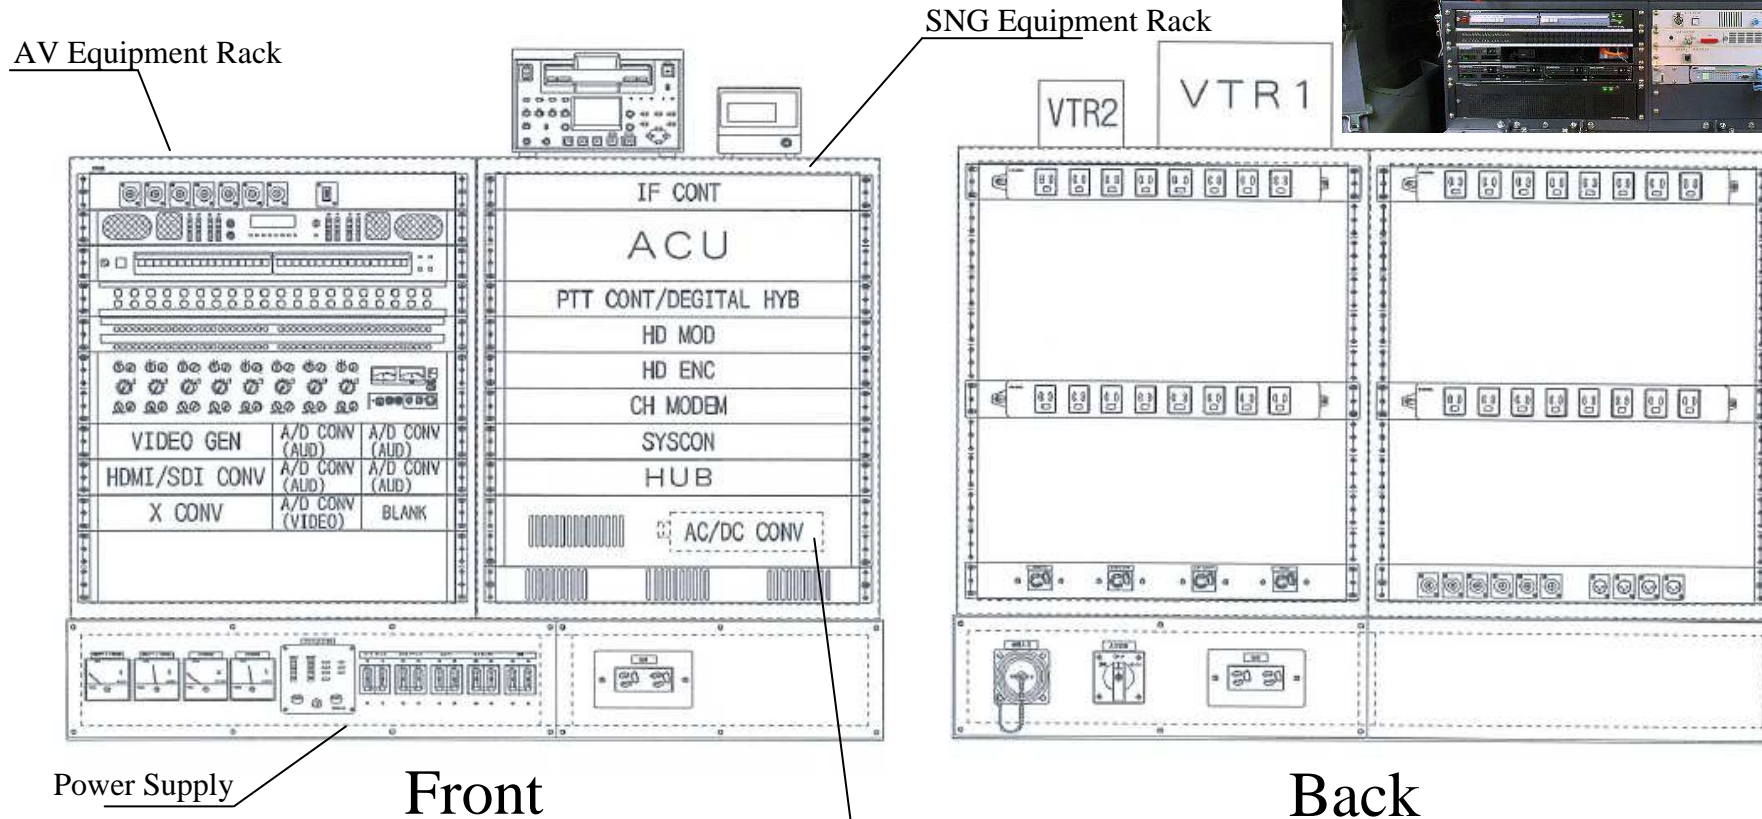 SNG Equipment Rack
AV Equipment Rack
VTR2
VTR1
IF CONT
ACU
PTT CONT/DEGITAL HYB
HD MOD
HD ENC
CH MODEM
SYSCON
HUB
AC/DC CONV
VIDEO GEN
A/D CONV
(AUD)
A/D CONV
(AUD)
HDMI/SDI CONV
A/D CONV
(AUD)
A/D CONV
(AUD)
X CONV
A/D CONV
(VIDEO)
BLANK
Power Supply
Front
Back